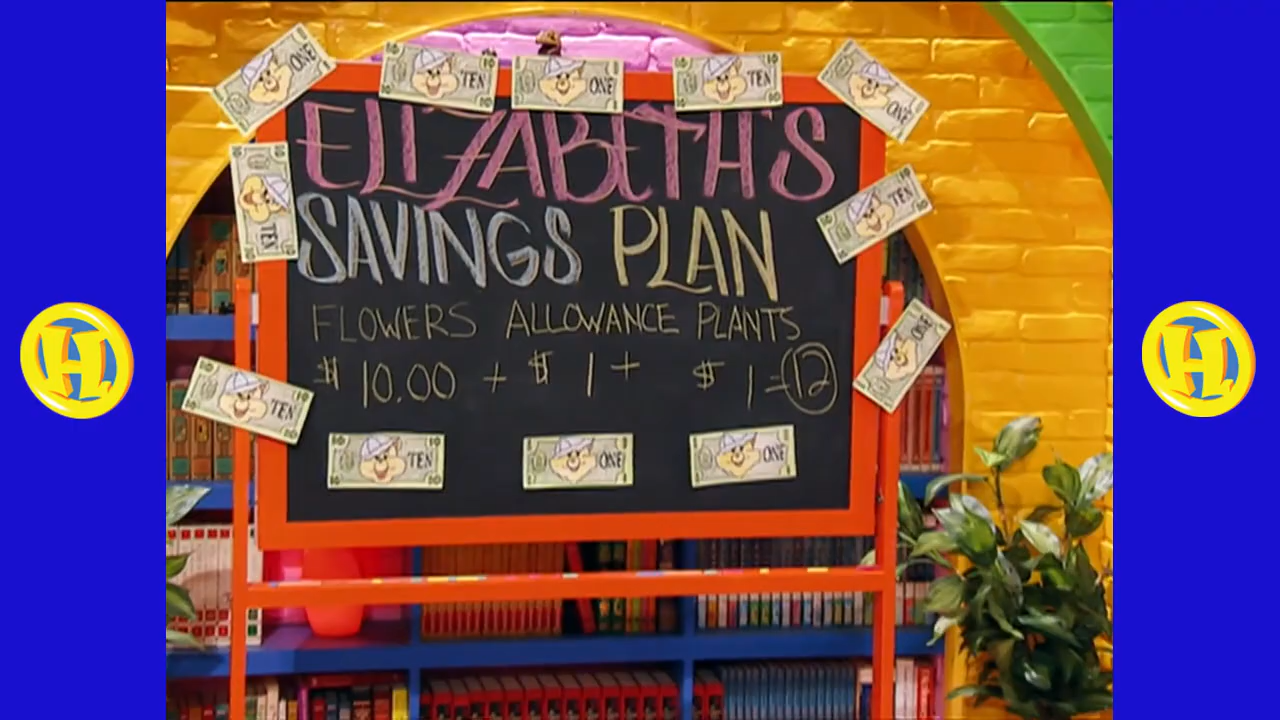 ONE TEN ONE TEN ONE
ELIZABETH'S
TEN SAVINGS PLAN TEN
FLOWERS ALLOWANCE PLANTS
$ 10.00 + $ 1 + $ 1 = 12
ONE
TEN
TEN ONE ONE
H H